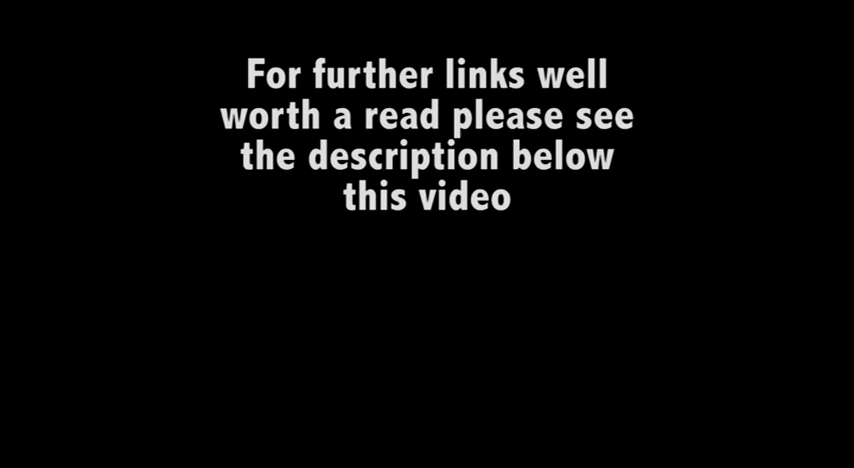 For further links well
worth a read please see
the description below
this video